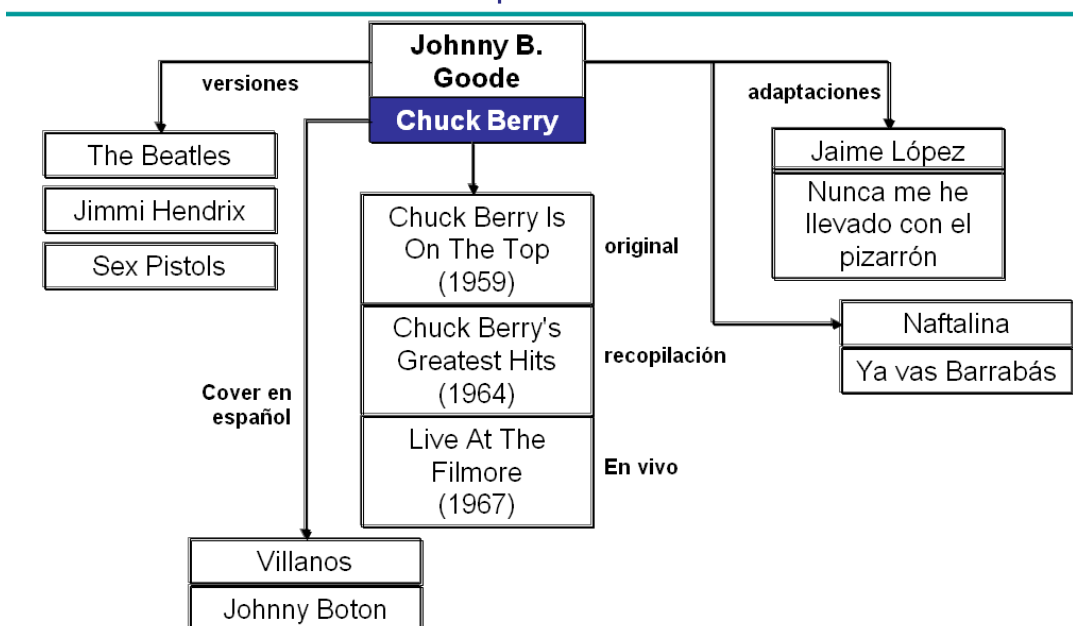 Johnny B.
Goode
Chuck Berry
versiones
The Beatles
Jimmi Hendrix
Sex Pistols
adaptaciones
Jaime López
Nunca me he
llevado con el
pizarrón
Naftalina
Ya vas Barrabás
Chuck Berry Is
On The Top
(1959)
original
Chuck Berry's
Greatest Hits
(1964)
recopilación
Live At The
Filmore
(1967)
En vivo
Cover en
español
Villanos
Johnny Boton